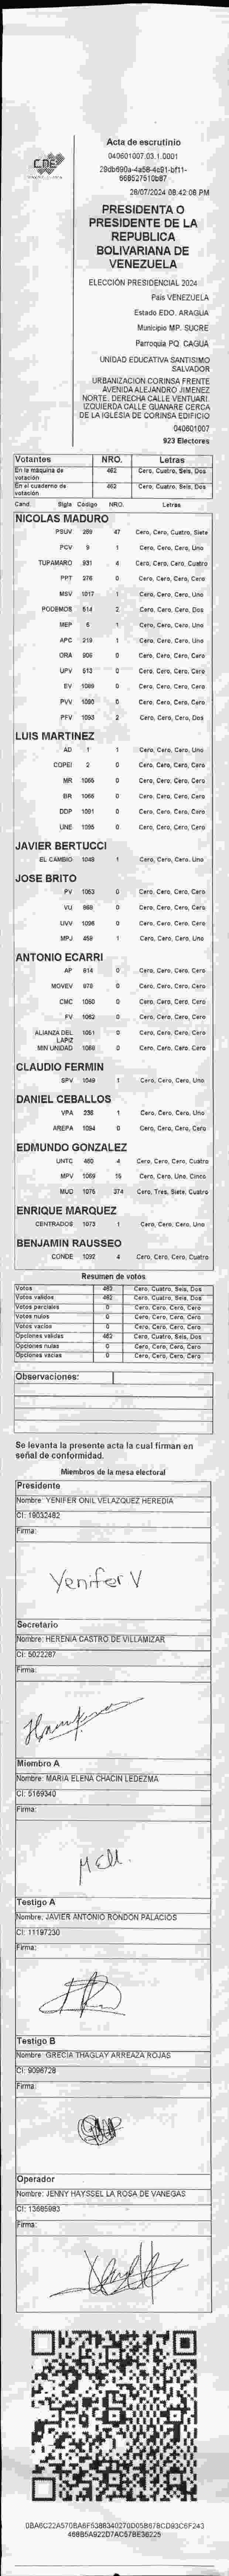 CNE
Acta de escrutinio
040601007.03.1.0001
29db690a-4a58-4c91-bf11-
668527510b87
28/07/2024 08:42:08 PM
PRESIDENTA O
PRESIDENTE DE LA
REPUBLICA
BOLIVARIANA DE
VENEZUELA
ELECCIÓN PRESIDENCIAL 2024
País VENEZUELA
Estado EDO. ARAGUA
Municipio MP. SUCRE
Parroquia PQ. CAGUA
UNIDAD EDUCATIVA SANTISIMO
SALVADOR
URBANIZACION CORINSA FRENTE
AVENIDA ALEJANDRO JIMENEZ
NORTE. DERECHA CALLE VENTUARI.
IZQUIERDA CALLE GUANARE CERCA
DE LA IGLESIA DE CORINSA EDIFICIO
040601007
923 Electores
Votantes NRO. Letras
En la máquina de votación 462 Cero, Cuatro, Seis, Dos
En el cuaderno de votación 462 Cero, Cuatro, Seis, Dos
Cand. Sigla Código NRO. Letras
NICOLAS MADURO
PSUV 269 47 Cero, Cero, Cuatro, Siete
PCV 9 1 Cero, Cero, Cero, Uno
TUPAMARO 931 4 Cero, Cero, Cero, Cuatro
PPT 276 0 Cero, Cero, Cero, Cero
MSV 1017 1 Cero, Cero, Cero, Uno
PODEMOS 514 2 Cero, Cero, Cero, Dos
MEP 5 1 Cero, Cero, Cero, Uno
APC 219 1 Cero, Cero, Cero, Uno
ORA 906 0 Cero, Cero, Cero, Cero
UPV 513 0 Cero, Cero, Cero, Cero
EV 1089 0 Cero, Cero, Cero, Cero
PVV 1090 0 Cero, Cero, Cero, Cero
PFV 1093 2 Cero, Cero, Cero, Dos
LUIS MARTINEZ
AD 1 1 Cero, Cero, Cero, Uno
COPEI 2 0 Cero, Cero, Cero, Cero
MR 1055 0 Cero, Cero, Cero, Cero
BR 1066 0 Cero, Cero, Cero, Cero
DDP 1091 0 Cero, Cero, Cero, Cero
UNE 1095 0 Cero, Cero, Cero, Cero
JAVIER BERTUCCI
EL CAMBIO 1048 1 Cero, Cero, Cero, Uno
JOSE BRITO
PV 1053 0 Cero, Cero, Cero, Cero
VU 968 0 Cero, Cero, Cero, Cero
UVV 1096 0 Cero, Cero, Cero, Cero
MPJ 459 1 Cero, Cero, Cero, Uno
ANTONIO ECARRI
AP 814 0 Cero, Cero, Cero, Cero
MOVEV 978 0 Cero, Cero, Cero, Cero
CMC 1050 0 Cero, Cero, Cero, Cero
FV 1062 0 Cero, Cero, Cero, Cero
ALIANZA DEL LAPIZ 1051 0 Cero, Cero, Cero, Cero
MIN UNIDAD 1068 0 Cero, Cero, Cero, Cero
CLAUDIO FERMIN
SPV 1049 1 Cero, Cero, Cero, Uno
DANIEL CEBALLOS
VPA 236 1 Cero, Cero, Cero, Uno
AREPA 1094 0 Cero, Cero, Cero, Cero
EDMUNDO GONZALEZ
UNTC 460 4 Cero, Cero, Cero, Cuatro
MPV 1069 15 Cero, Cero, Uno, Cinco
MUD 1075 374 Cero, Tres, Siete, Cuatro
ENRIQUE MARQUEZ
CENTRADOS 1073 1 Cero, Cero, Cero, Uno
BENJAMIN RAUSSEO
CONDE 1092 4 Cero, Cero, Cero, Cuatro
Resumen de votos
Votos 462 Cero, Cuatro, Seis, Dos
Votos validos 462 Cero, Cuatro, Seis, Dos
Votos parciales 0 Cero, Cero, Cero, Cero
Votos nulos 0 Cero, Cero, Cero, Cero
Votos vacios 0 Cero, Cero, Cero, Cero
Opciones validas 462 Cero, Cuatro, Seis, Dos
Opciones nulas 0 Cero, Cero, Cero, Cero
Opciones vacias 0 Cero, Cero, Cero, Cero
Observaciones:
Se levanta la presente acta la cual firman en
señal de conformidad.
Miembros de la mesa electoral
Presidente
Nombre: YENIFER ONIL VELAZQUEZ HEREDIA
CI: 19032482
Firma:
Yenifer V
Secretario
Nombre: HERENIA CASTRO DE VILLAMIZAR
CI: 5022287
Firma:
Miembro A
Nombre: MARIA ELENA CHACIN LEDEZMA
CI: 5169340
Firma:
Testigo A
Nombre: JAVIER ANTONIO RONDON PALACIOS
CI: 11197230
Firma:
Testigo B
Nombre: GRECIA THAGLAY ARREAZA ROJAS
CI: 9096728
Firma:
Operador
Nombre: JENNY HAYSSEL LA ROSA DE VANEGAS
CI: 13685983
Firma:
0BA6C22A570BA6F538B340270D05B678CD93C6F243
468B5A922D7AC57BE36225